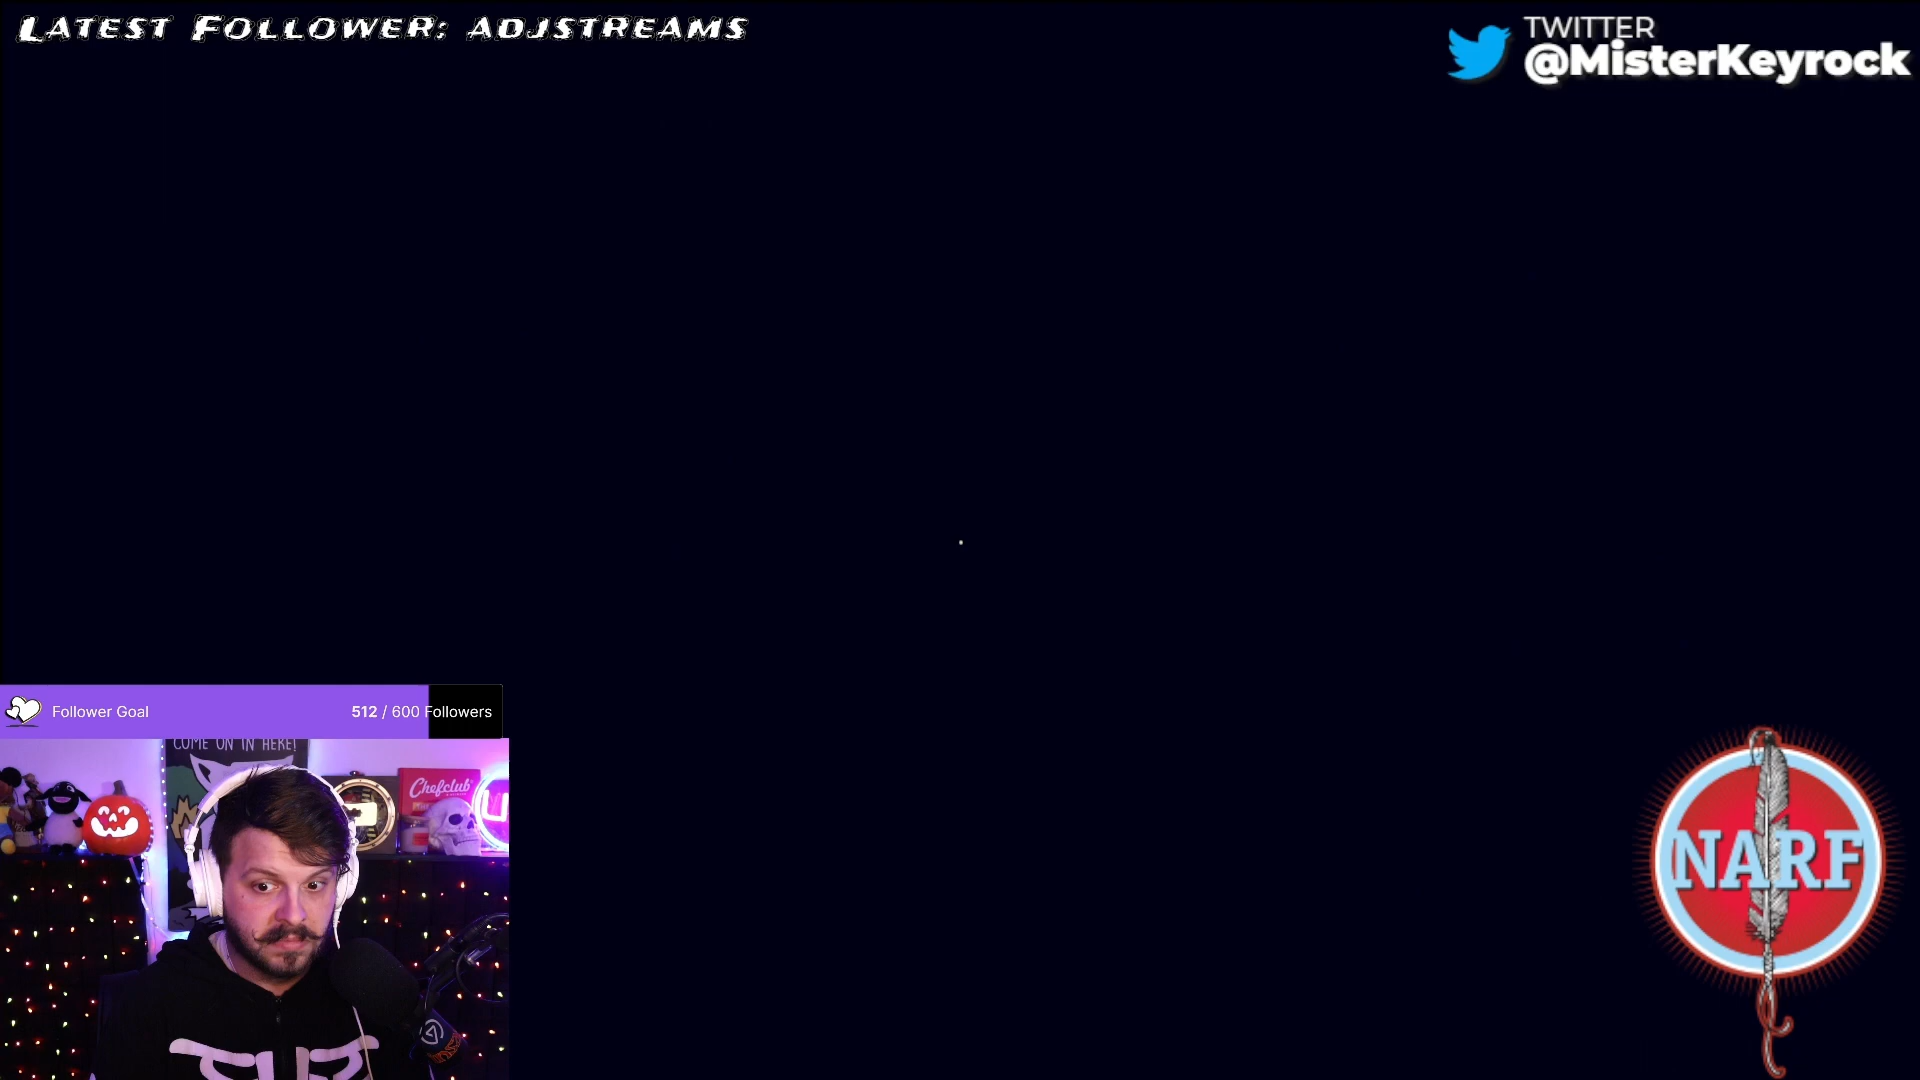 Latest Follower: adjstreams
TWITTER
@MisterKeyrock
Follower Goal
512 / 600 Followers
COME ON IN HERE!
Chefclub
NARF